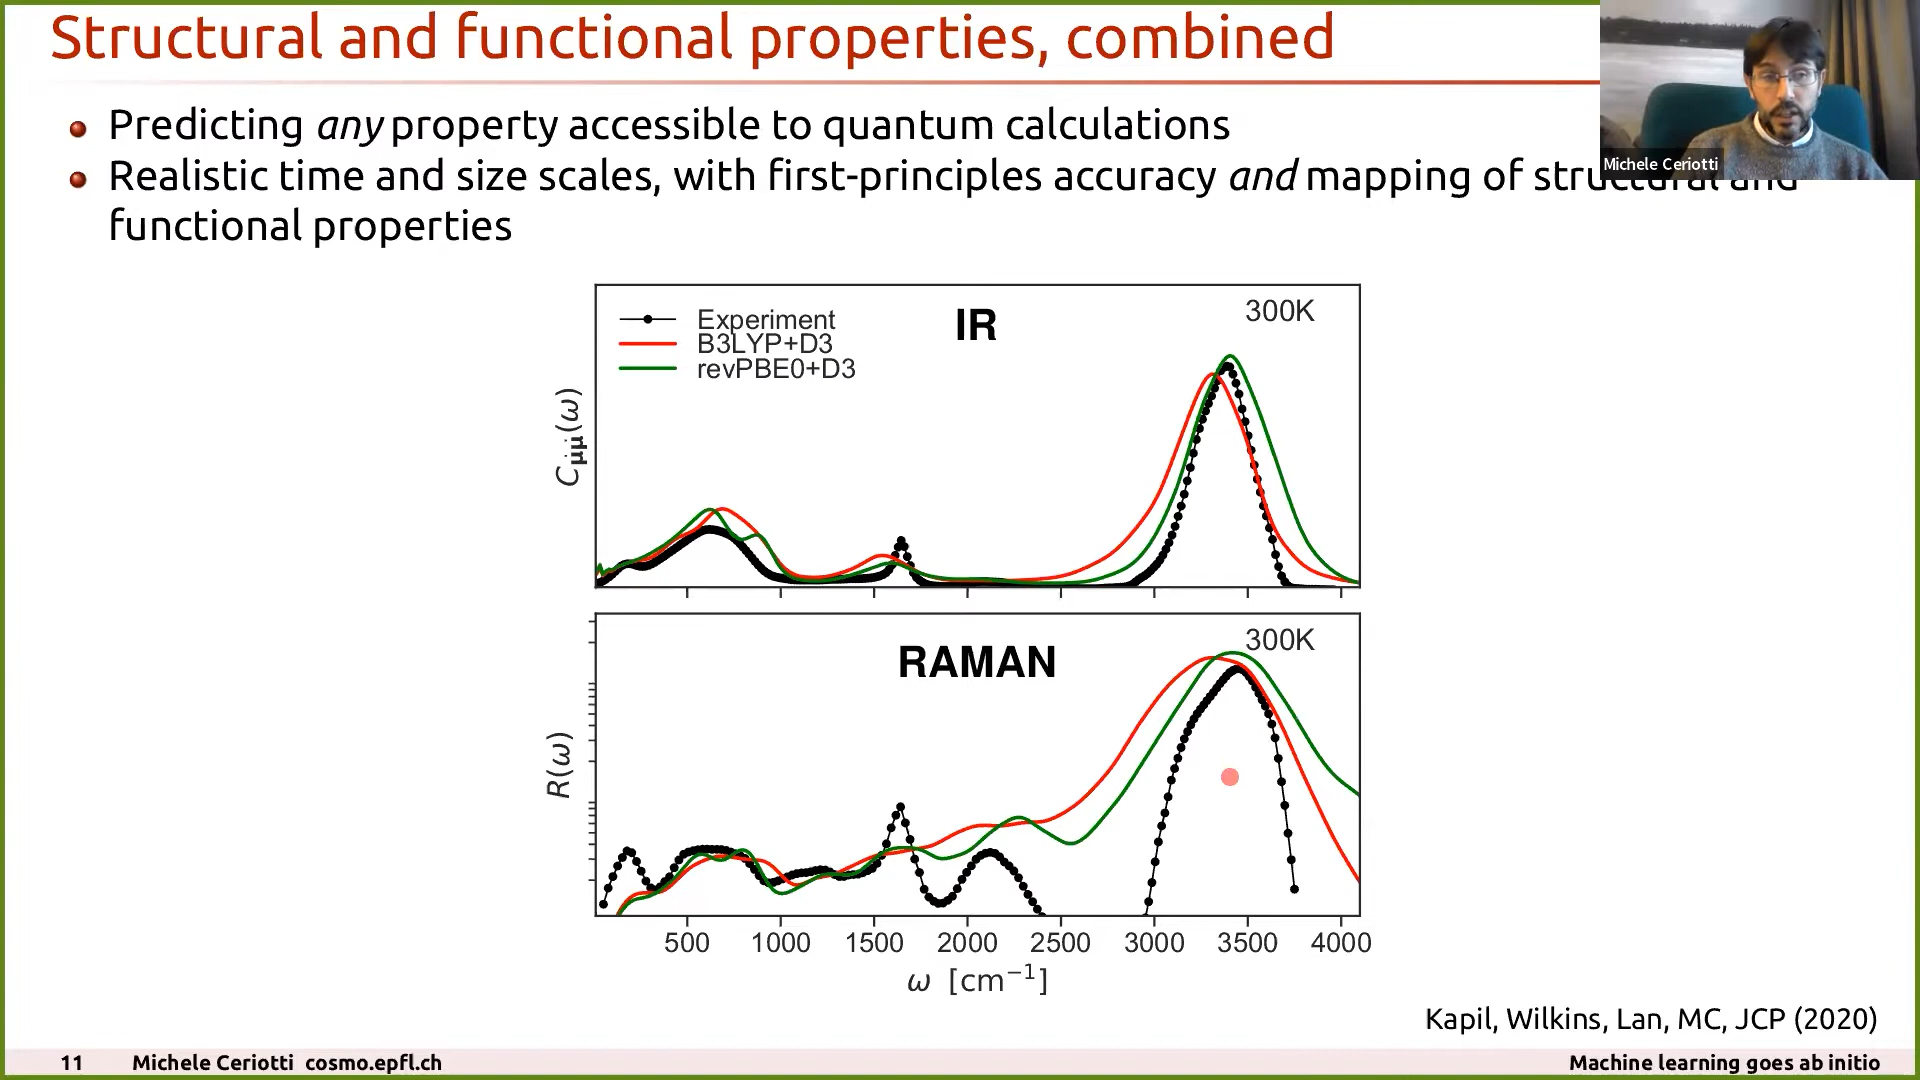 Structural and functional properties, combined
Michele Ceriotti
Predicting any property accessible to quantum calculations
Realistic time and size scales, with first-principles accuracy and mapping of structural and
functional properties
Experiment
B3LYP+D3
revPBE0+D3
IR
300K
C_μ̇μ̇(ω)
RAMAN
300K
R(ω)
500 1000 1500 2000 2500 3000 3500 4000
ω [cm⁻¹]
Kapil, Wilkins, Lan, MC, JCP (2020)
11 Michele Ceriotti cosmo.epfl.ch Machine learning goes ab initio